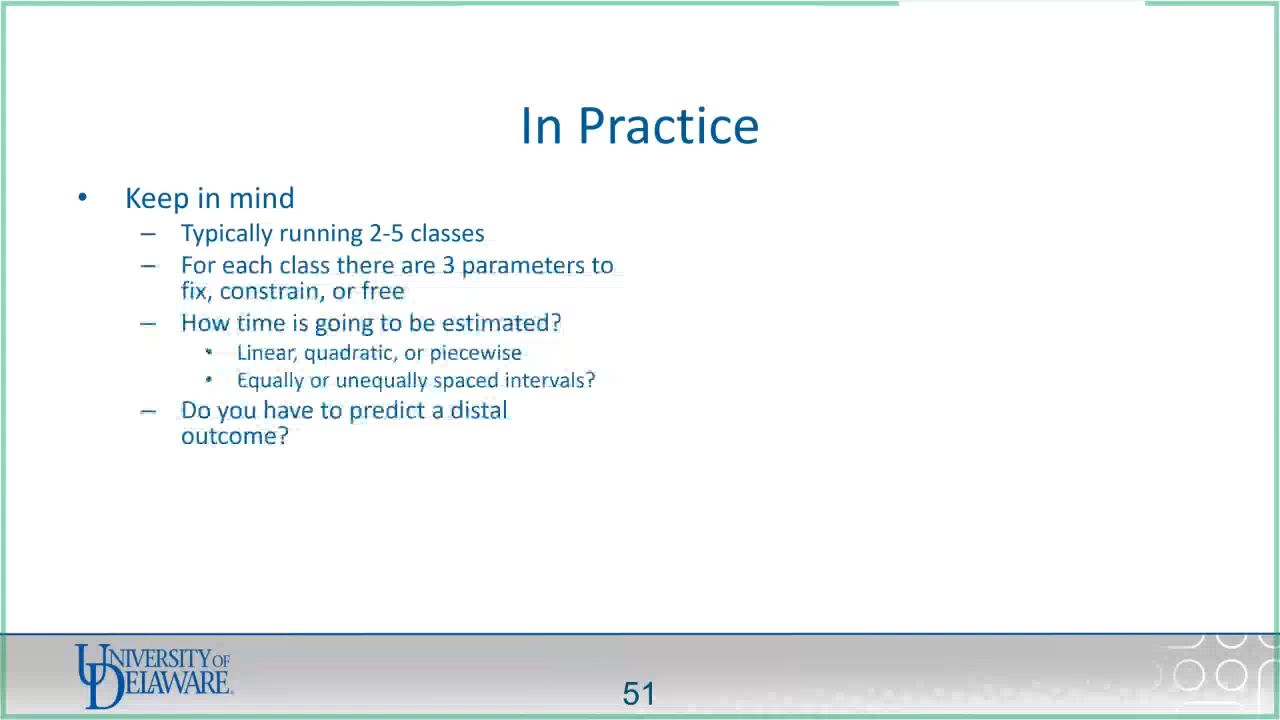 In Practice
• Keep in mind
– Typically running 2-5 classes
– For each class there are 3 parameters to
fix, constrain, or free
– How time is going to be estimated?
• Linear, quadratic, or piecewise
• Equally or unequally spaced intervals?
– Do you have to predict a distal
outcome?
UNIVERSITY OF
DELAWARE
51